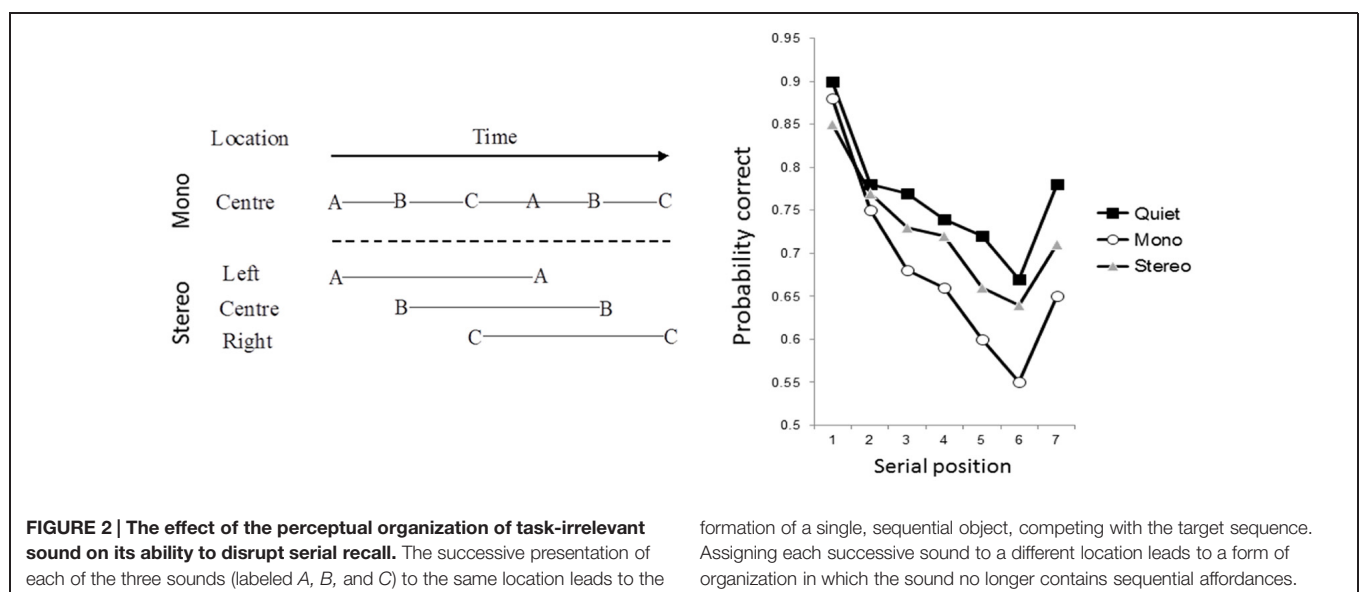 Location Time
Mono
Centre A B C A B C
Stereo
Left A A
Centre B B
Right C C
Probability correct
0.95
0.9
0.85
0.8
0.75
0.7
0.65
0.6
0.55
0.5
1 2 3 4 5 6 7
Serial position
Quiet
Mono
Stereo
FIGURE 2 | The effect of the perceptual organization of task-irrelevant
sound on its ability to disrupt serial recall. The successive presentation of
each of the three sounds (labeled A, B, and C) to the same location leads to the
formation of a single, sequential object, competing with the target sequence.
Assigning each successive sound to a different location leads to a form of
organization in which the sound no longer contains sequential affordances.